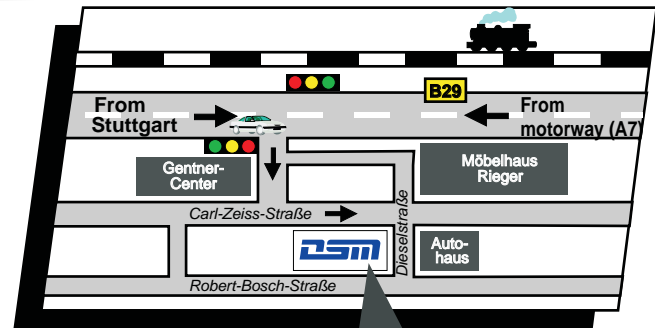 B29
From
Stuttgart
From
motorway (A7)
Gentner-
Center
Möbelhaus
Rieger
Carl-Zeiss-Straße
Dieselstraße
DSM
Auto-
haus
Robert-Bosch-Straße